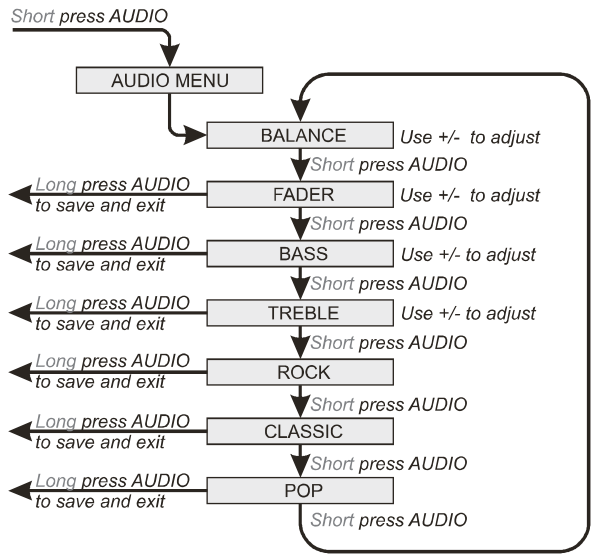 Short press AUDIO
AUDIO MENU
BALANCE Use +/- to adjust
Short press AUDIO
Long press AUDIO
to save and exit
FADER Use +/- to adjust
Short press AUDIO
Long press AUDIO
to save and exit
BASS Use +/- to adjust
Short press AUDIO
Long press AUDIO
to save and exit
TREBLE Use +/- to adjust
Short press AUDIO
Long press AUDIO
to save and exit
ROCK
Short press AUDIO
Long press AUDIO
to save and exit
CLASSIC
Short press AUDIO
Long press AUDIO
to save and exit
POP
Short press AUDIO